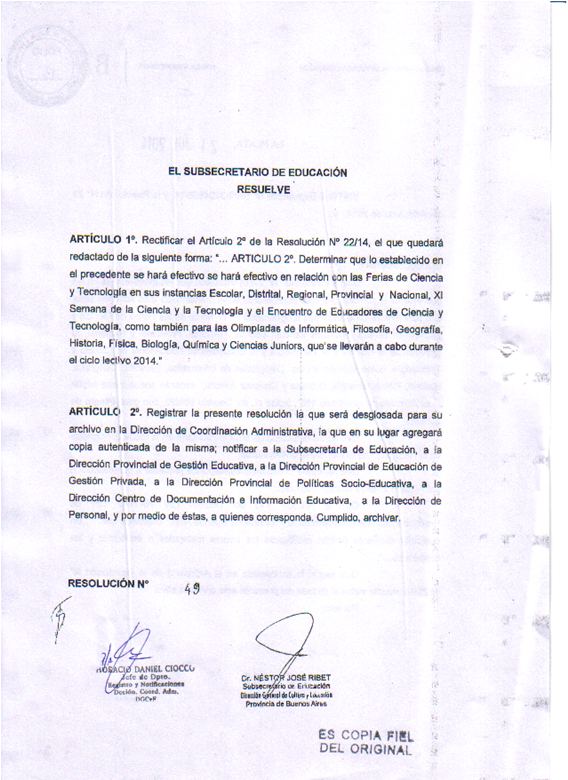 EL SUBSECRETARIO DE EDUCACIÓN
RESUELVE
ARTÍCULO 1º. Rectificar el Artículo 2º de la Resolución Nº 22/14, el que quedará
redactado de la siguiente forma: "... ARTICULO 2º. Determinar que lo establecido en
el precedente se hará efectivo se hará efectivo en relación con las Ferias de Ciencia
y Tecnología en sus instancias Escolar, Distrital, Regional, Provincial y Nacional, XI
Semana de la Ciencia y la Tecnología y el Encuentro de Educadores de Ciencia y
Tecnología, como también para las Olimpíadas de Informática, Filosofía, Geografía,
Historia, Física, Biología, Química y Ciencias Juniors, que se llevarán a cabo durante
el ciclo lectivo 2014."
ARTÍCULO 2º. Registrar la presente resolución la que será desglosada para su
archivo en la Dirección de Coordinación Administrativa, la que en su lugar agregará
copia autenticada de la misma; notificar a la Subsecretaría de Educación, a la
Dirección Provincial de Gestión Educativa, a la Dirección Provincial de Educación de
Gestión Privada, a la Dirección Provincial de Políticas Socio-Educativa, a la
Dirección Centro de Documentación e Información Educativa, a la Dirección de
Personal, y por medio de éstas, a quienes corresponda. Cumplido, archivar.
RESOLUCIÓN Nº 49
HORACIO DANIEL CIOCCO
Jefe de Dpto.
Registro y Notificaciones
Dcción. Coord. Adm.
DGCyE
Dr. NÉSTOR JOSÉ RIBET
Subsecretario de Educación
Dirección General de Cultura y Educación
Provincia de Buenos Aires
ES COPIA FIEL
DEL ORIGINAL